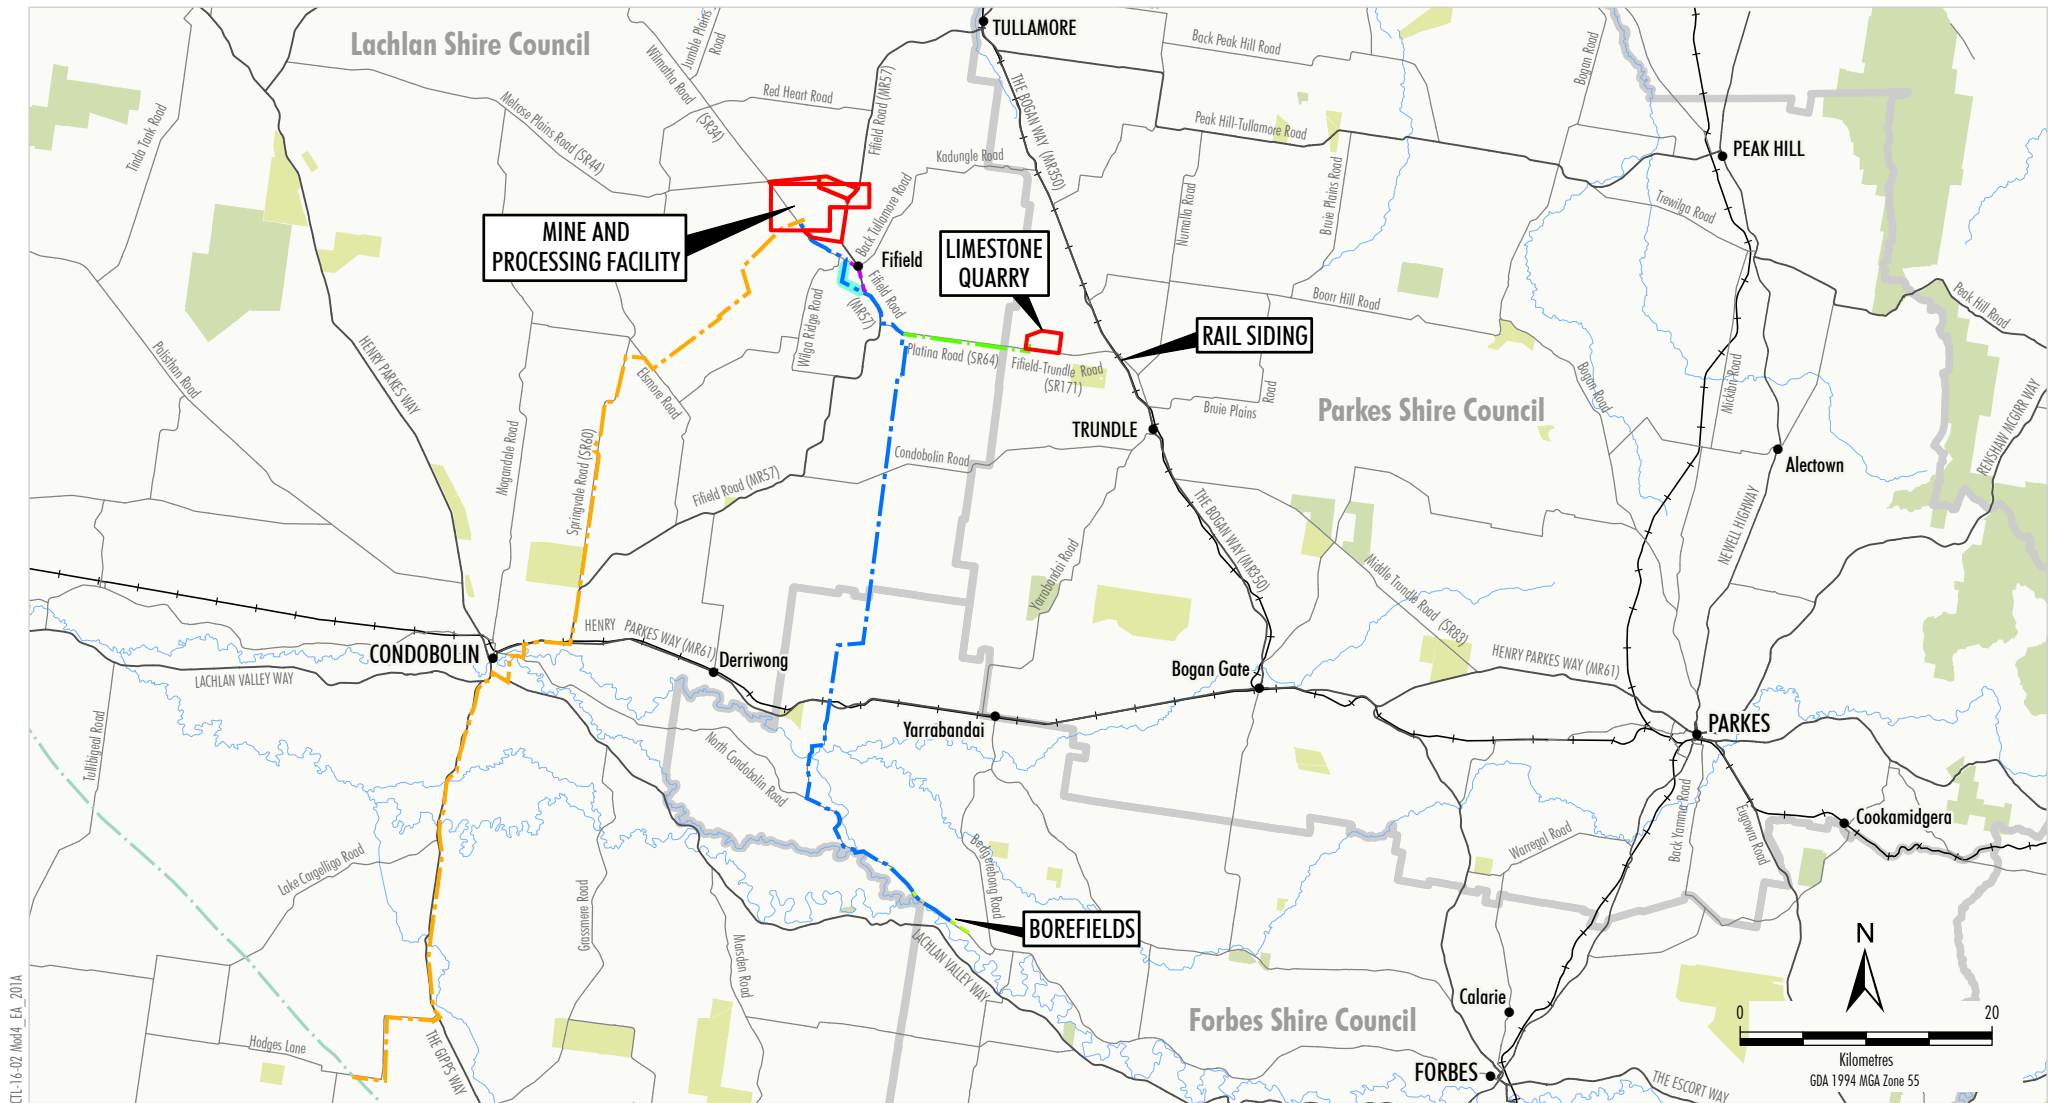 TULLAMORE
Lachlan Shire Council
Jumble Plains
Road
Wilmatha Road
(SR34)
Back Peak Hill Road
Bogan Road
Red Heart Road
Fifield Road (MR57)
THE BOGAN WAY (MR350)
Melrose Plains Road (SR44)
Tinda Tank Road
Peak Hill-Tullamore Road
PEAK HILL
Kadungle Road
Back Tullamore Road
Numalla Road
Bruie Plains Road
Trewilga Road
MINE AND
PROCESSING FACILITY
LIMESTONE
QUARRY
Fifield
Fifield Road
(MR57)
Wilga Ridge Road
Boorr Hill Road
Peak Hill Road
RAIL SIDING
HENRY PARKES WAY
Palisthan Road
Elsmore Road
Platina Road (SR64)
Fifield-Trundle Road
(SR171)
Bruie Plains
Road
Bogan Road
Mickibri Road
Parkes Shire Council
RENSHAW MCGIRR WAY
TRUNDLE
Alectown
Mogandale Road
Springvale Road (SR60)
Condobolin Road
Fifield Road (MR57)
THE BOGAN WAY (MR350)
NEWELL HIGHWAY
Yarrabandai Road
Middle Trundle Road (SR83)
HENRY PARKES WAY (MR61)
CONDOBOLIN
Derriwong
Bogan Gate
HENRY PARKES WAY (MR61)
LACHLAN VALLEY WAY
Yarrabandai
PARKES
Tullibigeal Road
North Condobolin Road
Back Yamma Road
Eugowra Road
Cookamidgera
Warregal Road
Lake Cargelligo Road
Bedgerebong Road
Grassmere Road
BOREFIELDS
LACHLAN VALLEY WAY
Marsden Road
N
Calarie
Forbes Shire Council
0
20
Kilometres
GDA 1994 MGA Zone 55
Hodges Lane
THE GIPPS WAY
FORBES
THE ESCORT WAY
CTL-16-02 Mod4_EA_201A